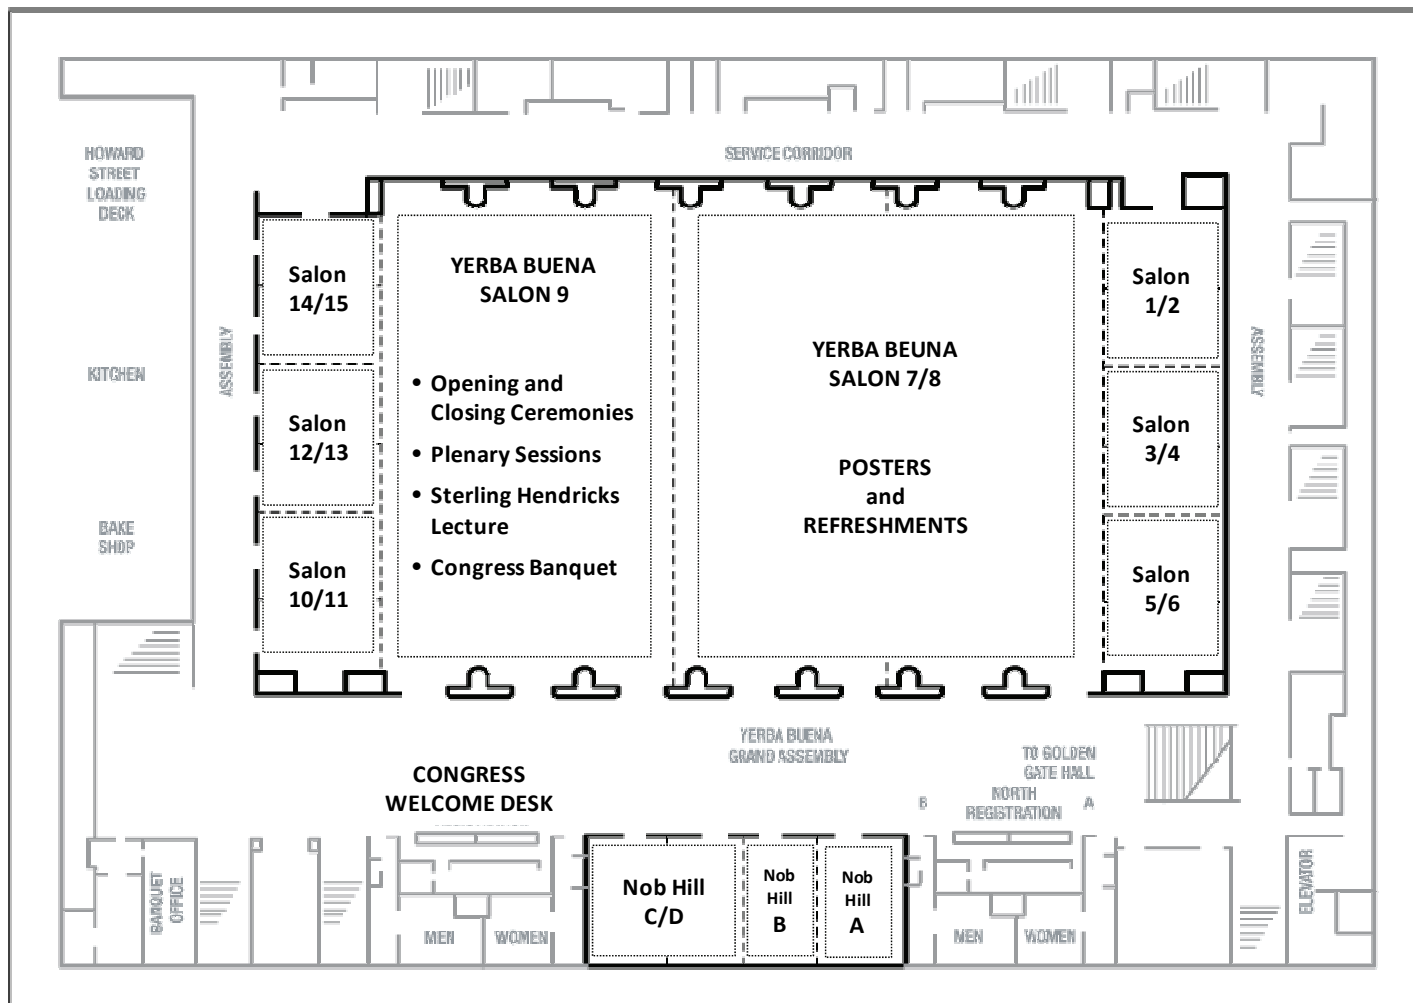 HOWARD
STREET
LOADING
DECK
SERVICE CORRIDOR
Salon
14/15
YERBA BUENA
SALON 9
Salon
1/2
ASSEMBLY
ASSEMBLY
KITCHEN
YERBA BEUNA
SALON 7/8
• Opening and
Closing Ceremonies
• Plenary Sessions
• Sterling Hendricks
Lecture
• Congress Banquet
Salon
12/13
Salon
3/4
POSTERS
and
REFRESHMENTS
BAKE
SHOP
Salon
10/11
Salon
5/6
YERBA BUENA
GRAND ASSEMBLY
TO GOLDEN
GATE HALL
CONGRESS
WELCOME DESK
B
NORTH
REGISTRATION
A
BANQUET
OFFICE
MEN
WOMEN
Nob Hill
C/D
Nob
Hill
B
Nob
Hill
A
MEN
WOMEN
ELEVATOR